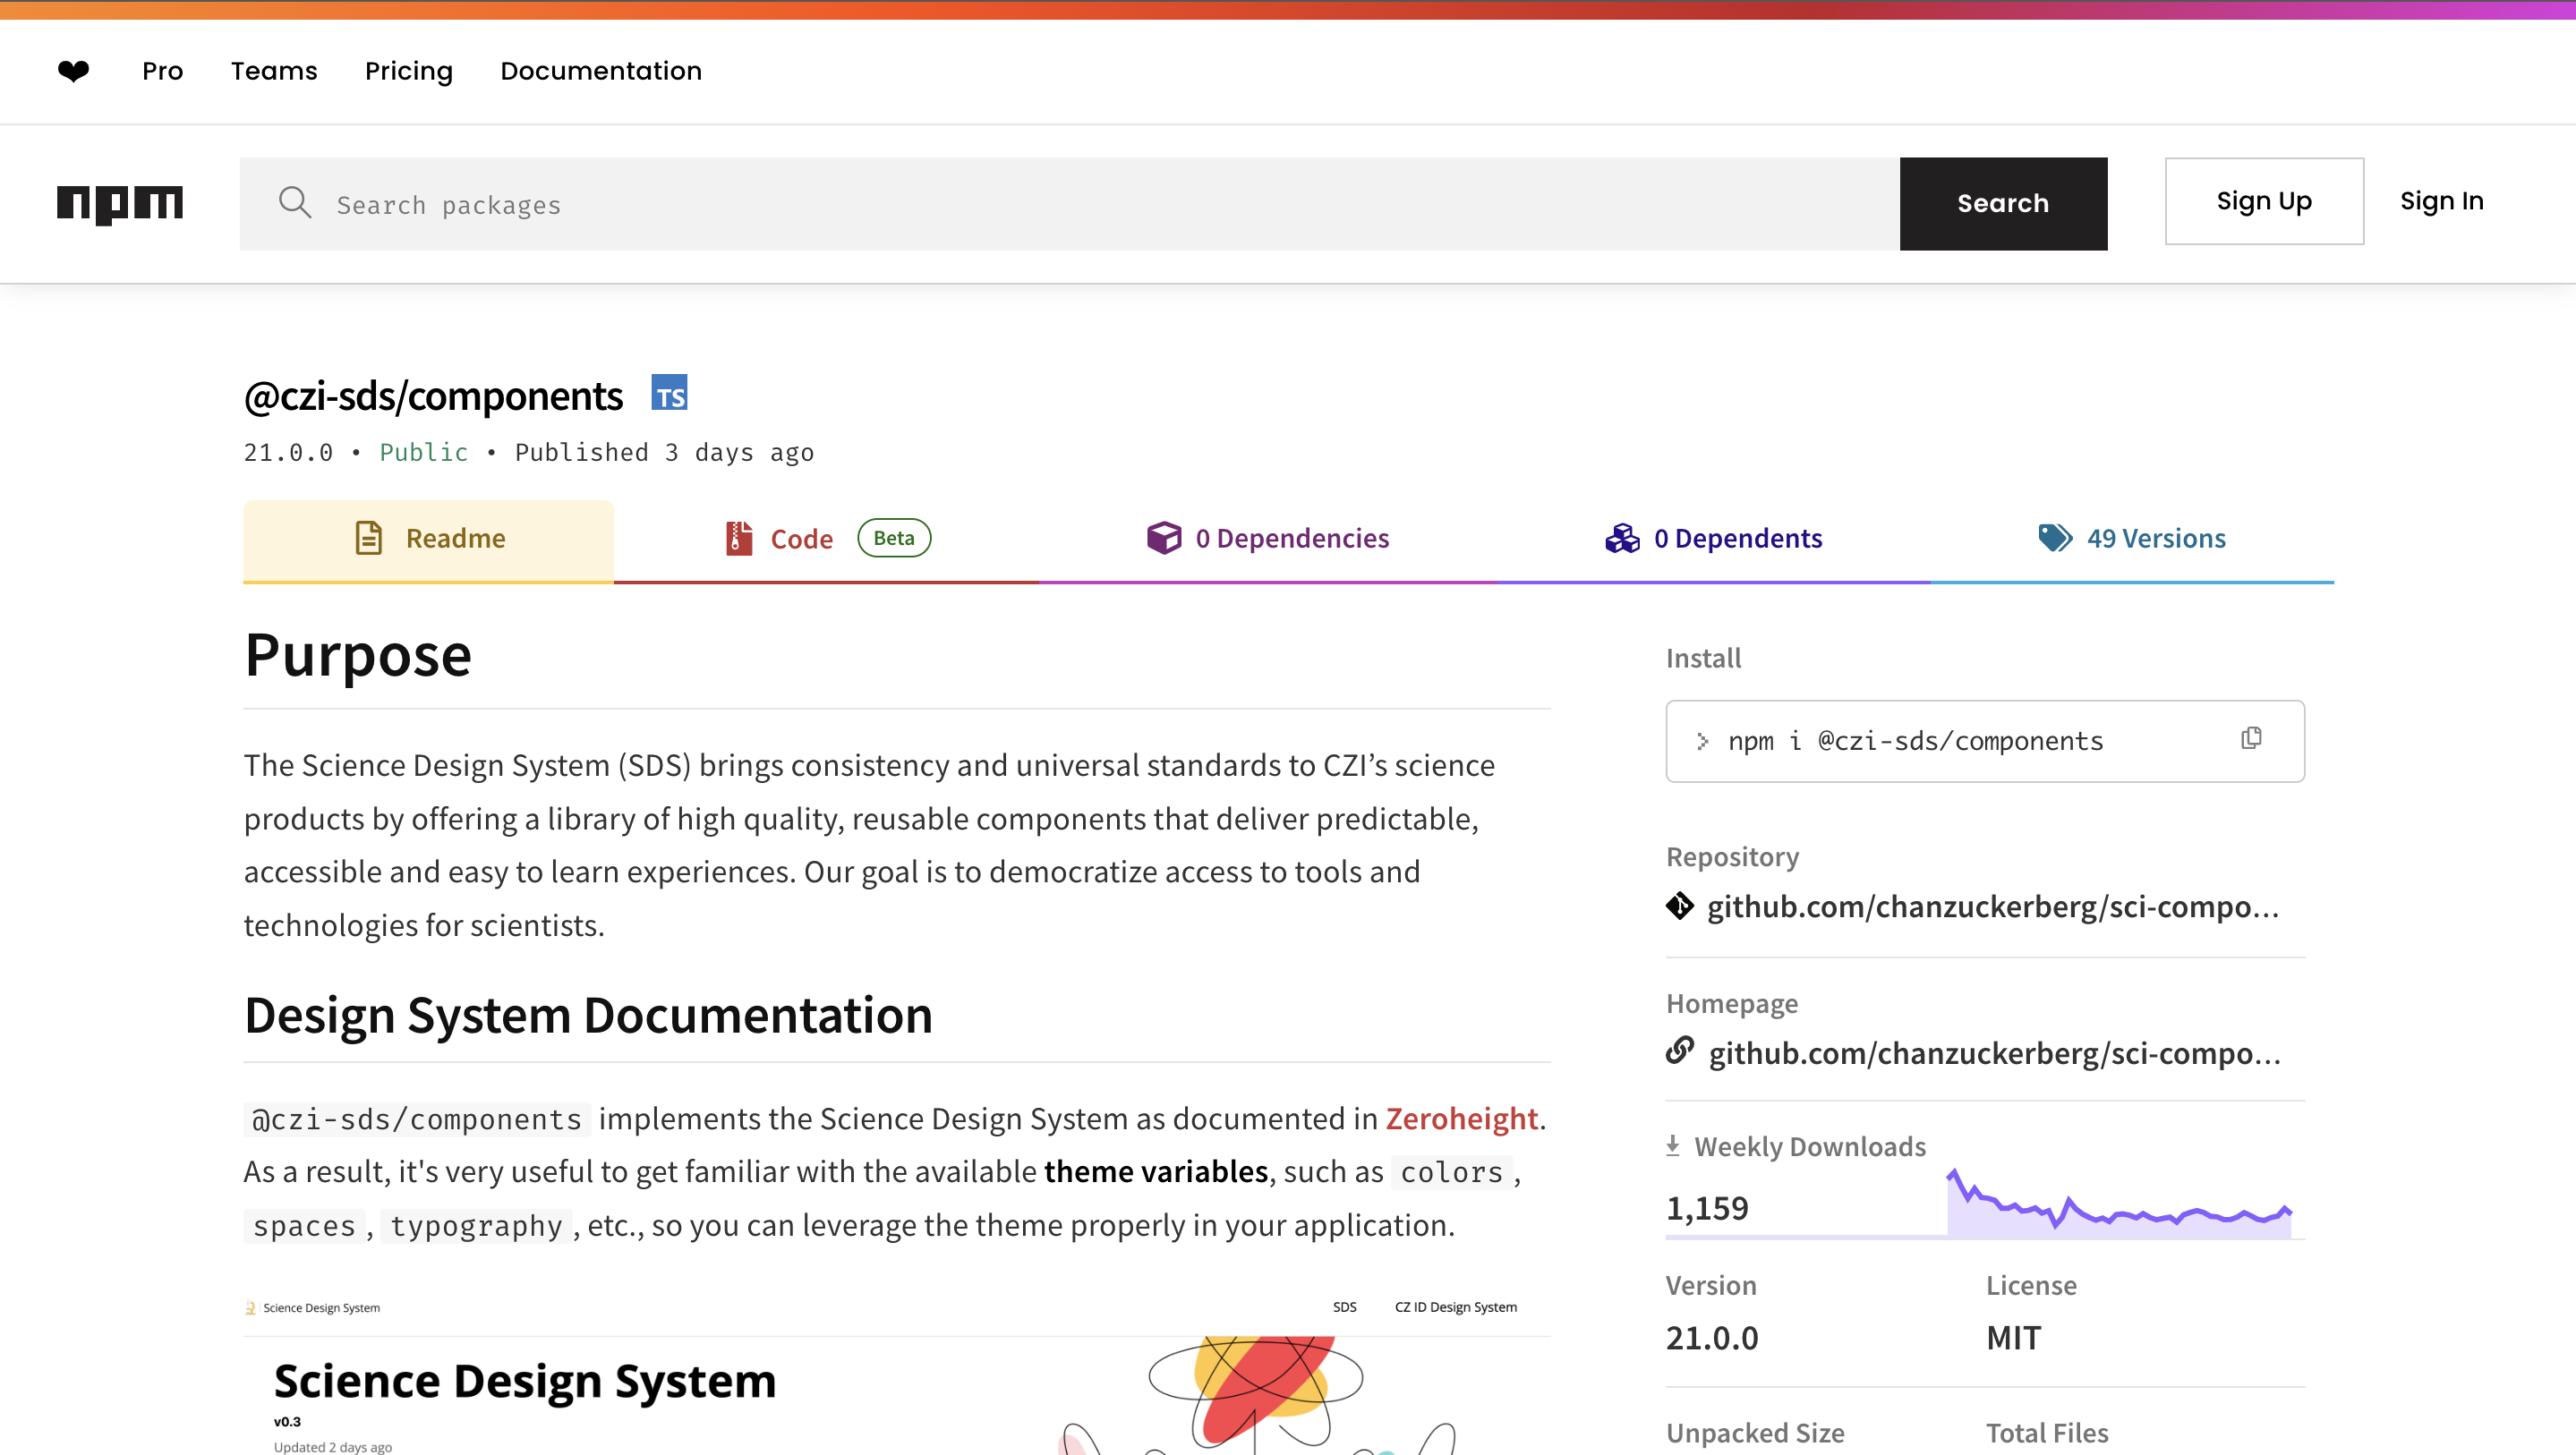 Pro Teams Pricing Documentation
npm Search packages Search Sign Up Sign In
@czi-sds/components TS
21.0.0 • Public • Published 3 days ago
Readme Code Beta 0 Dependencies 0 Dependents 49 Versions
Purpose
The Science Design System (SDS) brings consistency and universal standards to CZI’s science
products by offering a library of high quality, reusable components that deliver predictable,
accessible and easy to learn experiences. Our goal is to democratize access to tools and
technologies for scientists.
Design System Documentation
@czi-sds/components implements the Science Design System as documented in Zeroheight.
As a result, it's very useful to get familiar with the available theme variables, such as colors ,
spaces , typography , etc., so you can leverage the theme properly in your application.
Science Design System SDS CZ ID Design System
Science Design System
v0.3
Updated 2 days ago
Install
> npm i @czi-sds/components
Repository
github.com/chanzuckerberg/sci-compo...
Homepage
github.com/chanzuckerberg/sci-compo...
Weekly Downloads
1,159
Version License
21.0.0 MIT
Unpacked Size Total Files